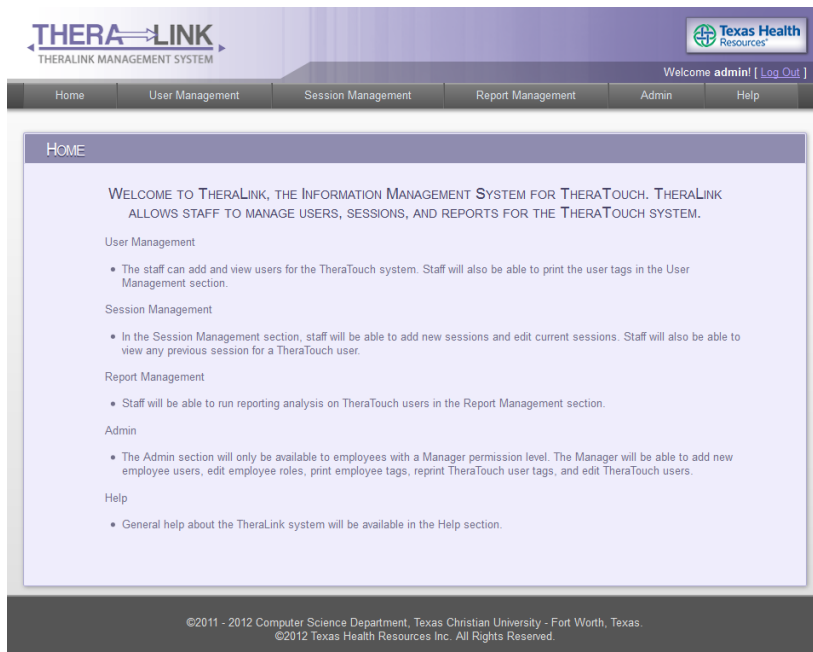 THERA LINK
THERALINK MANAGEMENT SYSTEM
Texas Health
Resources®
Welcome admin! [ Log Out ]
Home User Management Session Management Report Management Admin Help
HOME
WELCOME TO THERALINK, THE INFORMATION MANAGEMENT SYSTEM FOR THERATOUCH. THERALINK
ALLOWS STAFF TO MANAGE USERS, SESSIONS, AND REPORTS FOR THE THERATOUCH SYSTEM.
User Management
• The staff can add and view users for the TheraTouch system. Staff will also be able to print the user tags in the User
Management section.
Session Management
• In the Session Management section, staff will be able to add new sessions and edit current sessions. Staff will also be able to
view any previous session for a TheraTouch user.
Report Management
• Staff will be able to run reporting analysis on TheraTouch users in the Report Management section.
Admin
• The Admin section will only be available to employees with a Manager permission level. The Manager will be able to add new
employee users, edit employee roles, print employee tags, reprint TheraTouch user tags, and edit TheraTouch users.
Help
• General help about the TheraLink system will be available in the Help section.
©2011 - 2012 Computer Science Department, Texas Christian University - Fort Worth, Texas.
©2012 Texas Health Resources Inc. All Rights Reserved.